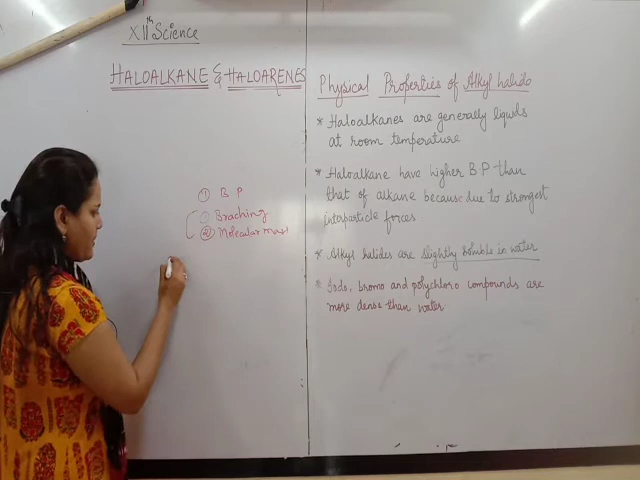 XIIth Science
HALOALKANE & HALOARENES
① B P
① Braching
② Molecular mass
Physical Properties of Alkyl halide
* Haloalkanes are generally liquids
at room temperature
* Haloalkane have higher B.P than
that of alkane because due to strongest
interparticle forces
* Alkyl halides are slightly soluble in water
* Iodo, bromo and polychloro compounds are
more dense than water